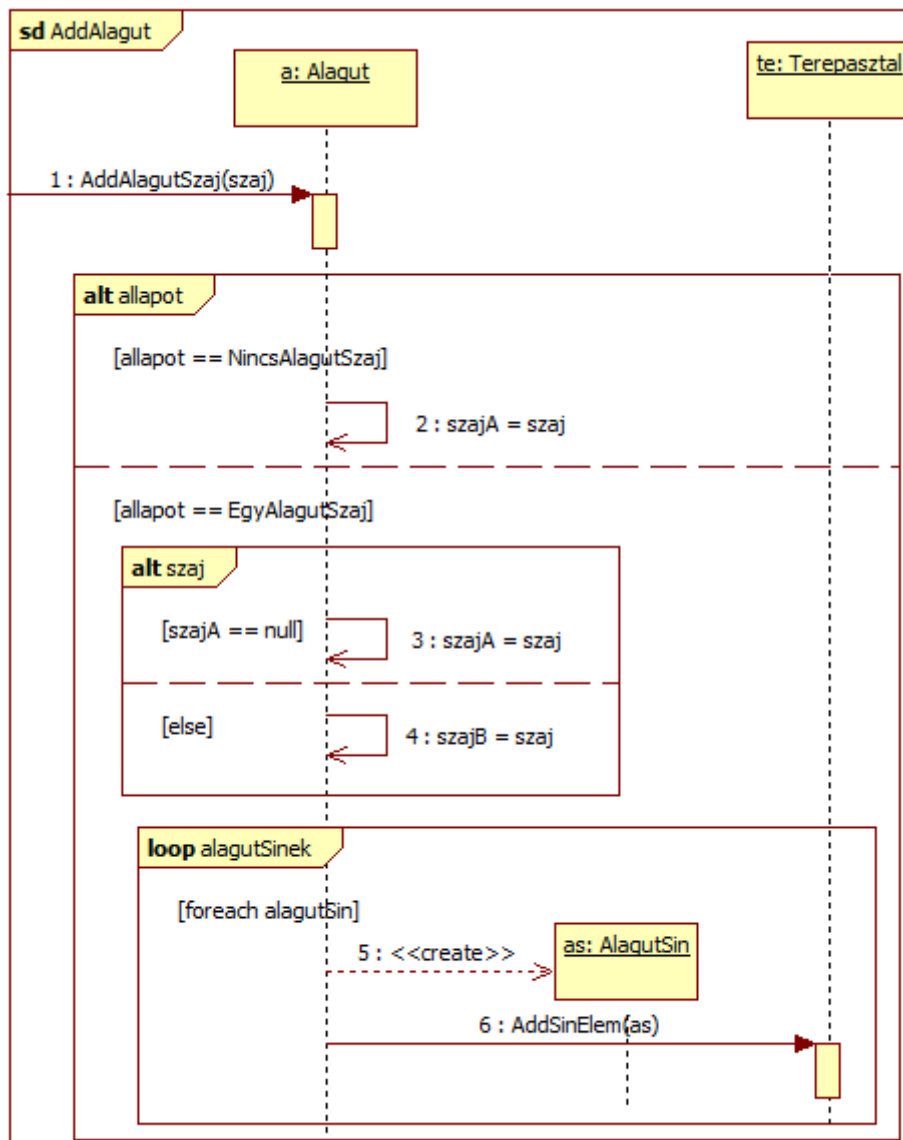 sd AddAlagut
a: Alagut
te: Terepasztal
1 : AddAlagutSzaj(szaj)
alt allapot
[allapot == NincsAlagutSzaj]
2 : szajA = szaj
[allapot == EgyAlagutSzaj]
alt szaj
[szajA == null]
3 : szajA = szaj
[else]
4 : szajB = szaj
loop alagutSinek
[foreach alagutSin]
5 : <<create>>
as: AlagutSin
6 : AddSinElem(as)